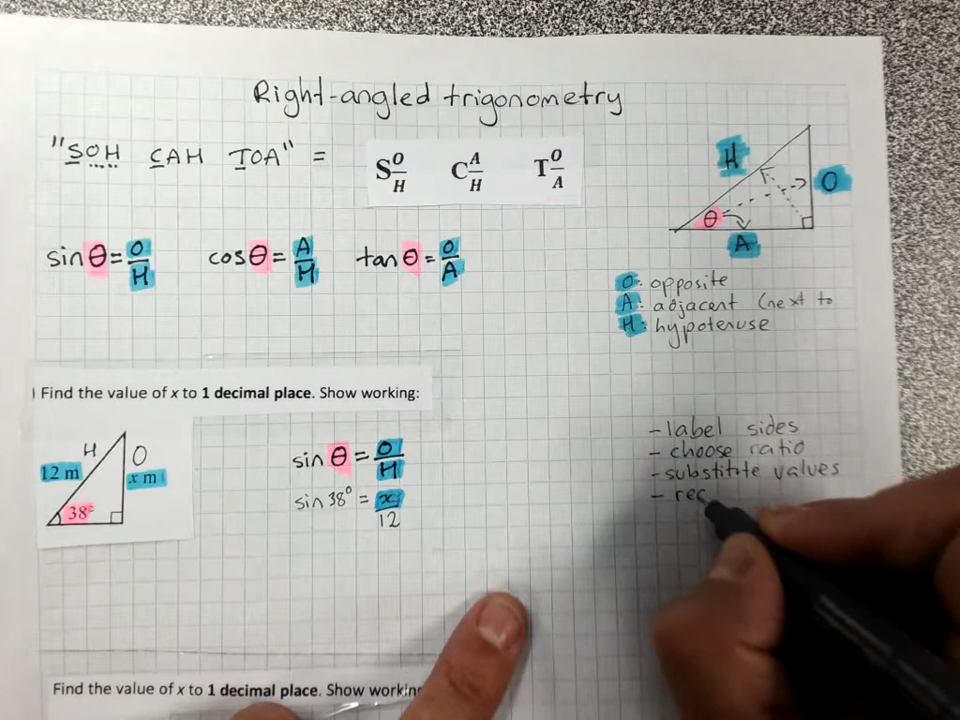 Right-angled trigonometry
"SOH CAH TOA" = S O/H C A/H T O/A
H
O
θ
A
sin θ = O/H cos θ = A/H tan θ = O/A
O: opposite
A: adjacent (next to
H: hypotenuse
) Find the value of x to 1 decimal place. Show working:
H
O
12 m
x m
38°
sin θ = O/H
sin 38° = x/12
- label sides
- choose ratio
- substitite values
- rec
Find the value of x to 1 decimal place. Show workin